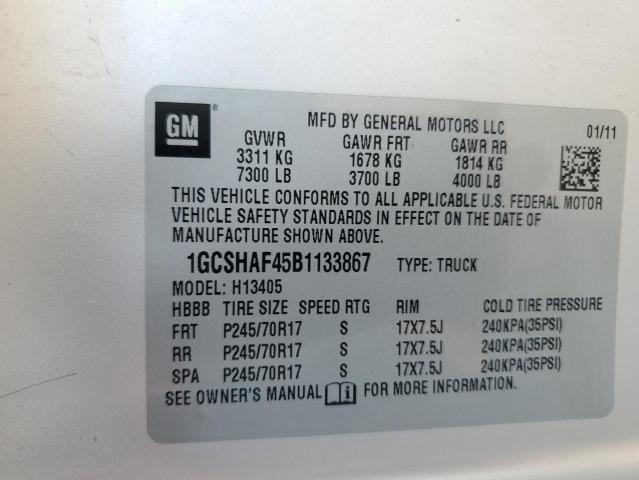 GM
MFD BY GENERAL MOTORS LLC 01/11
GVWR GAWR FRT GAWR RR
3311 KG 1678 KG 1814 KG
7300 LB 3700 LB 4000 LB
THIS VEHICLE CONFORMS TO ALL APPLICABLE U.S. FEDERAL MOTOR
VEHICLE SAFETY STANDARDS IN EFFECT ON THE DATE OF
MANUFACTURE SHOWN ABOVE.
1GCSHAF45B1133867 TYPE: TRUCK
MODEL: H13405
HBBB TIRE SIZE SPEED RTG RIM COLD TIRE PRESSURE
FRT P245/70R17 S 17X7.5J 240KPA(35PSI)
RR P245/70R17 S 17X7.5J 240KPA(35PSI)
SPA P245/70R17 S 17X7.5J 240KPA(35PSI)
SEE OWNER'S MANUAL i FOR MORE INFORMATION.